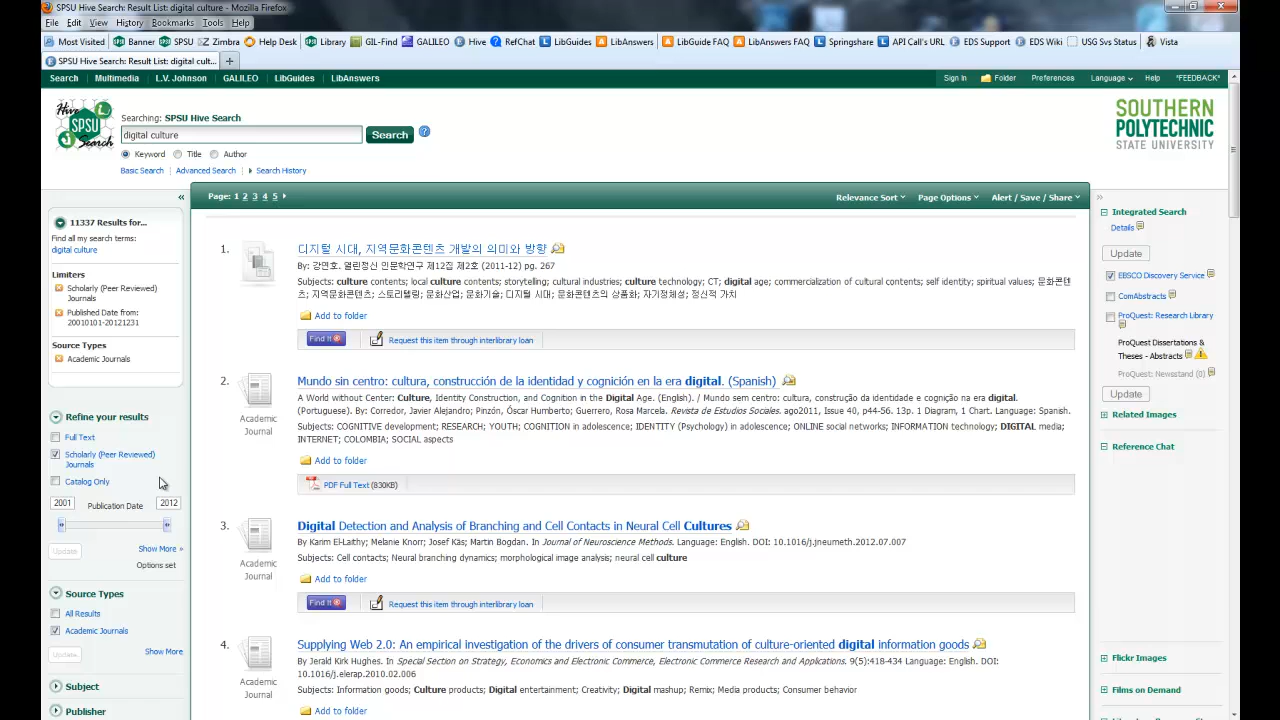 SPSU Hive Search: Result List: digital culture - Mozilla Firefox
File Edit View History Bookmarks Tools Help
Most Visited Banner SPSU Zimbra Help Desk Library GIL-Find GALILEO Hive RefChat LibGuides LibAnswers LibGuide FAQ LibAnswers FAQ Springshare API Call's URL EDS Support EDS Wiki USG Svs Status Vista
SPSU Hive Search: Result List: digital cult...
Search Multimedia L.V. Johnson GALILEO LibGuides LibAnswers Sign In Folder Preferences Language Help *FEEDBACK*
Hive SPSU Search
Searching: SPSU Hive Search
digital culture Search
Keyword Title Author
Basic Search Advanced Search Search History
SOUTHERN
POLYTECHNIC
STATE UNIVERSITY
«
11337 Results for...
Find all my search terms:
digital culture
Limiters
Scholarly (Peer Reviewed)
Journals
Published Date from:
20010101-20121231
Source Types
Academic Journals
Refine your results
Full Text
Scholarly (Peer Reviewed)
Journals
Catalog Only
2001 Publication Date 2012
Update
Show More »
Options set
Source Types
All Results
Academic Journals
Update
Show More
Subject
Publisher
Page: 1 2 3 4 5 Relevance Sort Page Options Alert / Save / Share
1. 디지털 시대, 지역문화콘텐츠 개발의 의미와 방향
By: 강연호. 열린정신 인문학연구 제12집 제2호 (2011-12) pg. 267
Subjects: culture contents; local culture contents; storytelling; cultural industries; culture technology; CT; digital age; commercialization of cultural contents; self identity; spiritual values; 문화콘텐
츠; 지역문화콘텐츠; 스토리텔링; 문화산업; 문화기술; 디지털 시대; 문화콘텐츠의 상품화; 자기정체성; 정신적 가치
Add to folder
Find It Request this item through interlibrary loan
2. Mundo sin centro: cultura, construcción de la identidad y cognición en la era digital. (Spanish)
Academic
Journal
A World without Center: Culture, Identity Construction, and Cognition in the Digital Age. (English). / Mundo sem centro: cultura, construção da identidade e cognição na era digital.
(Portuguese). By: Corredor, Javier Alejandro; Pinzón, Óscar Humberto; Guerrero, Rosa Marcela. Revista de Estudios Sociales. ago2011, Issue 40, p44-56. 13p. 1 Diagram, 1 Chart. Language: Spanish.
Subjects: COGNITIVE development; RESEARCH; YOUTH; COGNITION in adolescence; IDENTITY (Psychology) in adolescence; ONLINE social networks; INFORMATION technology; DIGITAL media;
INTERNET; COLOMBIA; SOCIAL aspects
Add to folder
PDF Full Text (830KB)
3. Digital Detection and Analysis of Branching and Cell Contacts in Neural Cell Cultures
Academic
Journal
By Karim El-Laithy; Melanie Knorr; Josef Käs; Martin Bogdan. In Journal of Neuroscience Methods. Language: English. DOI: 10.1016/j.jneumeth.2012.07.007
Subjects: Cell contacts; Neural branching dynamics; morphological image analysis; neural cell culture
Add to folder
Find It Request this item through interlibrary loan
4. Supplying Web 2.0: An empirical investigation of the drivers of consumer transmutation of culture-oriented digital information goods
Academic
Journal
By Jerald Kirk Hughes. In Special Section on Strategy, Economics and Electronic Commerce, Electronic Commerce Research and Applications. 9(5):418-434 Language: English. DOI:
10.1016/j.elerap.2010.02.006
Subjects: Information goods; Culture products; Digital entertainment; Creativity; Digital mashup; Remix; Media products; Consumer behavior
Add to folder
»
Integrated Search
Details
Update
EBSCO Discovery Service
ComAbstracts
ProQuest: Research Library
ProQuest Dissertations &
Theses - Abstracts
ProQuest: Newsstand (0)
Update
Related Images
Reference Chat
Flickr Images
Films on Demand